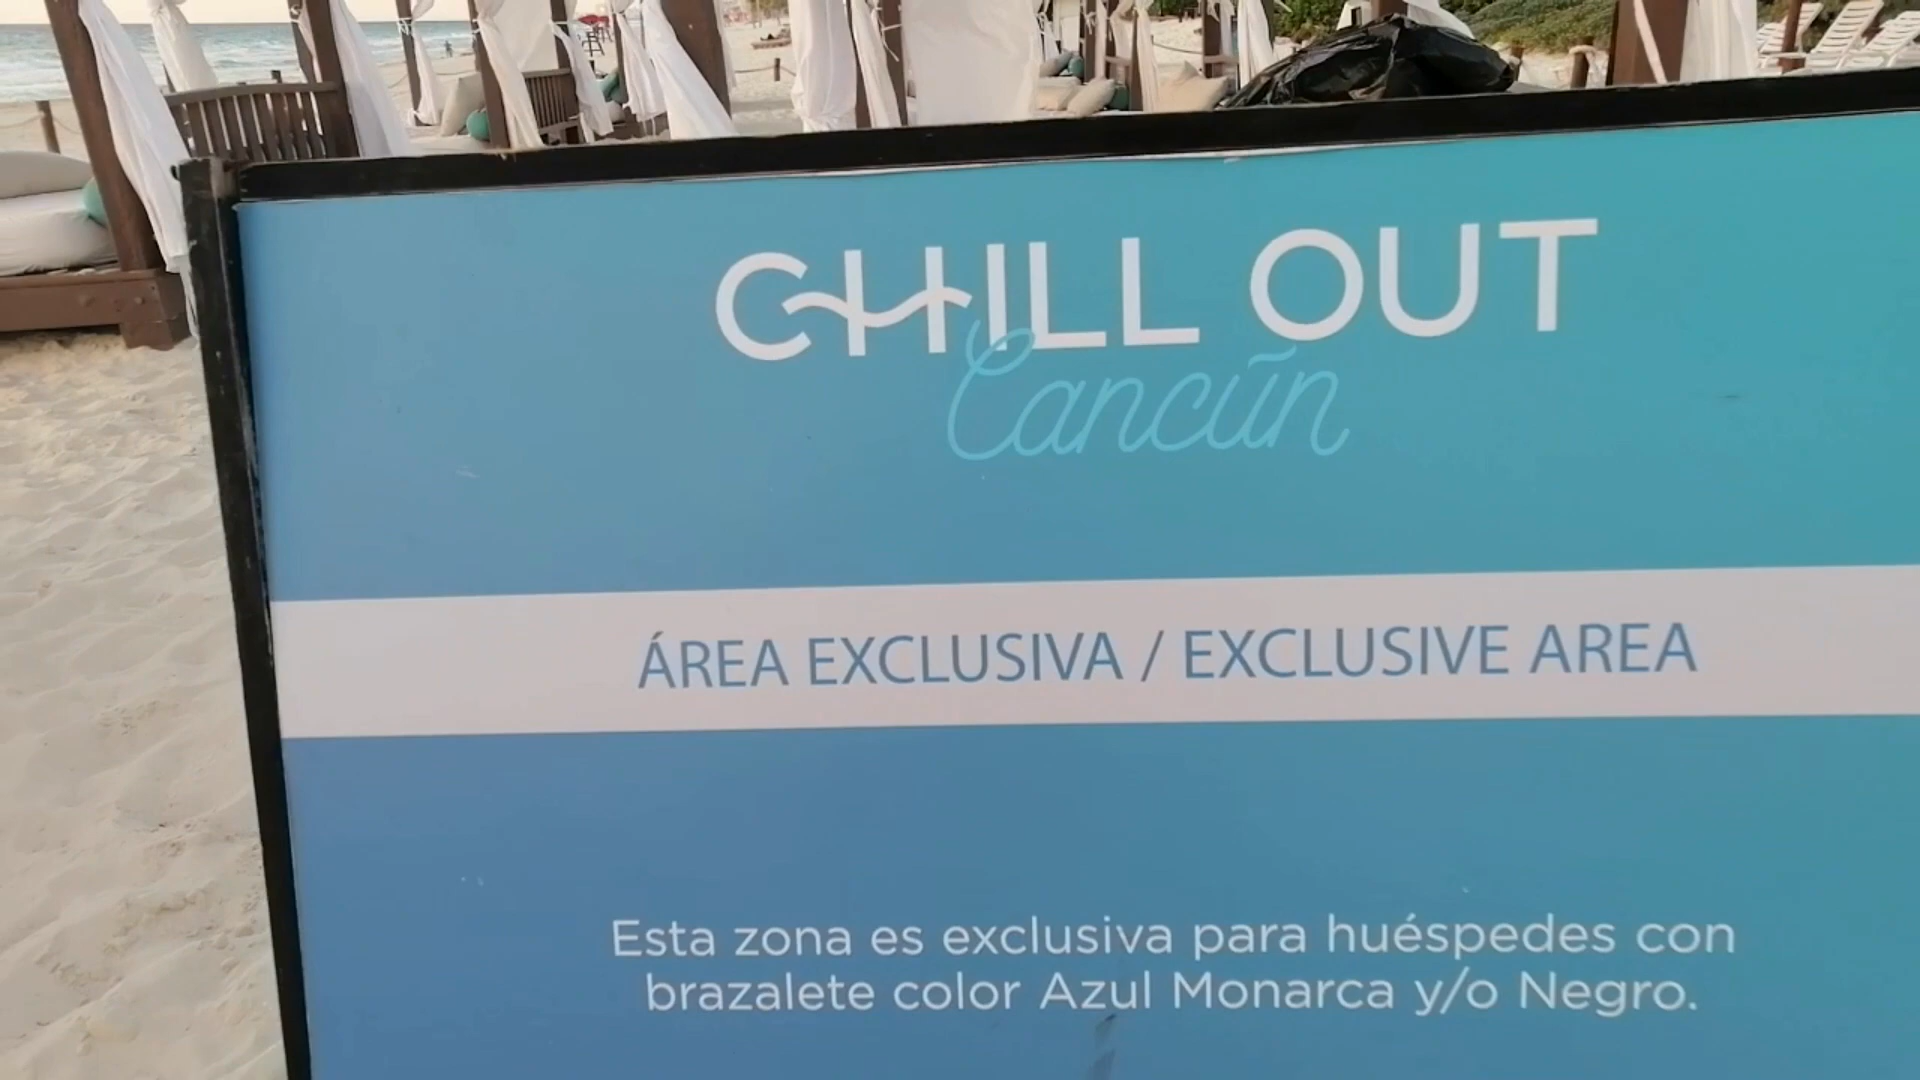 CHILL OUT
Cancún
ÁREA EXCLUSIVA / EXCLUSIVE AREA
Esta zona es exclusiva para huéspedes con
brazalete color Azul Monarca y/o Negro.